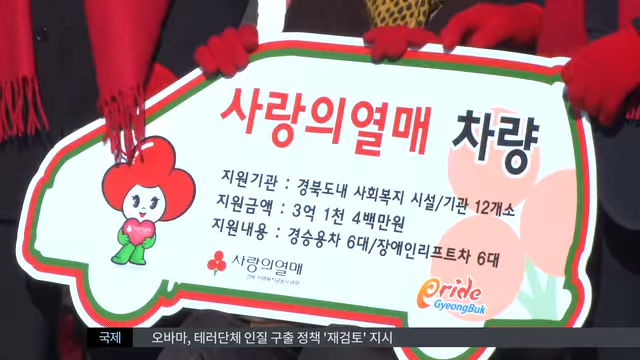 사랑의열매 차량
지원기관 : 경북도내 사회복지 시설/기관 12개소
지원금액 : 3억 1천 4백만원
지원내용 : 경승용차 6대/장애인리프트차 6대
사랑의열매
Pride
GyeongBuk
국제 오바마, 테러단체 인질 구출 정책 '재검토' 지시